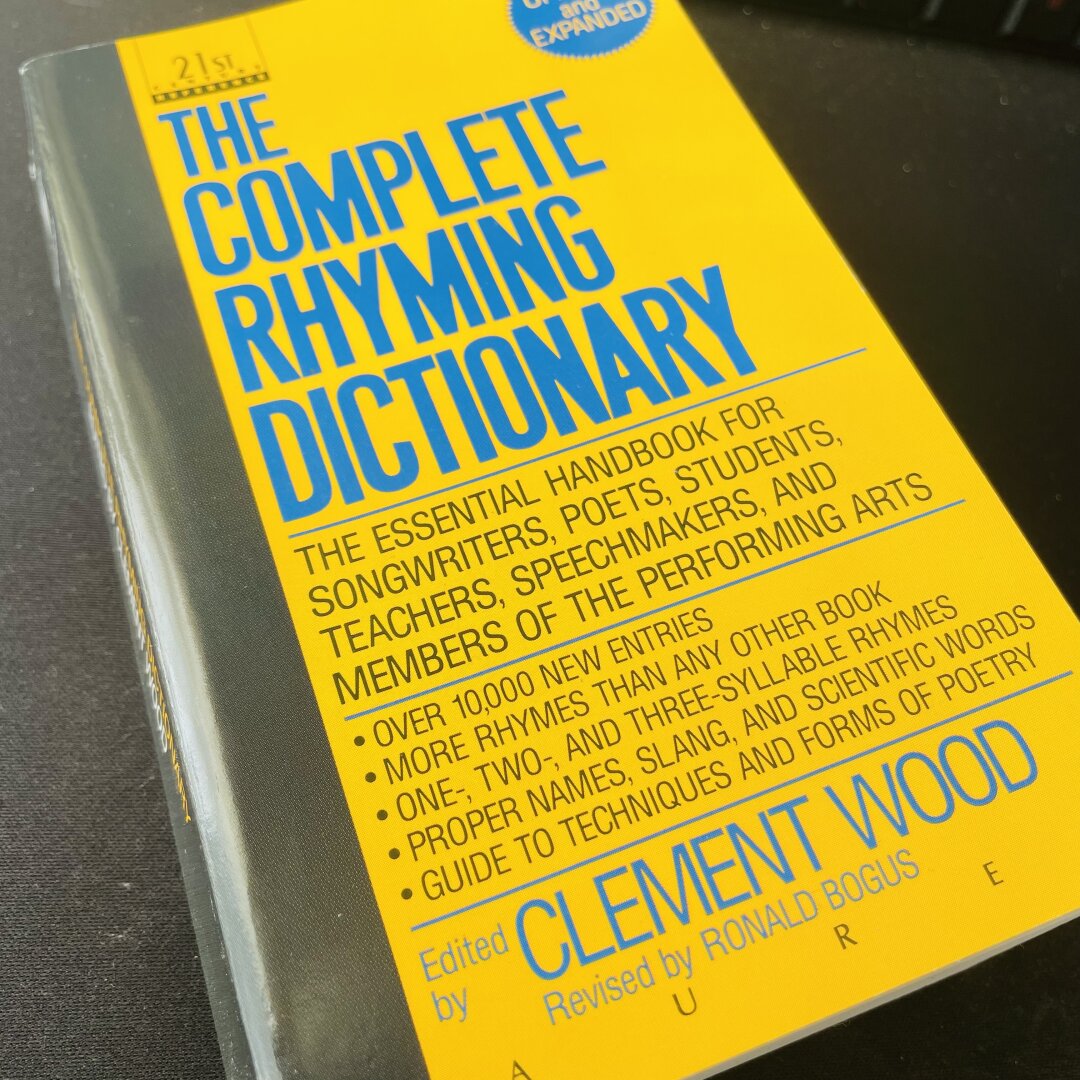 and
EXPANDED
21ST
CENTURY
REFERENCE
THE
COMPLETE
RHYMING
DICTIONARY
THE ESSENTIAL HANDBOOK FOR
SONGWRITERS, POETS, STUDENTS,
TEACHERS, SPEECHMAKERS, AND
MEMBERS OF THE PERFORMING ARTS
• OVER 10,000 NEW ENTRIES
• MORE RHYMES THAN ANY OTHER BOOK
• ONE-, TWO-, AND THREE-SYLLABLE RHYMES
• PROPER NAMES, SLANG, AND SCIENTIFIC WORDS
• GUIDE TO TECHNIQUES AND FORMS OF POETRY
Edited by CLEMENT WOOD
Revised by RONALD BOGUS
A U R E